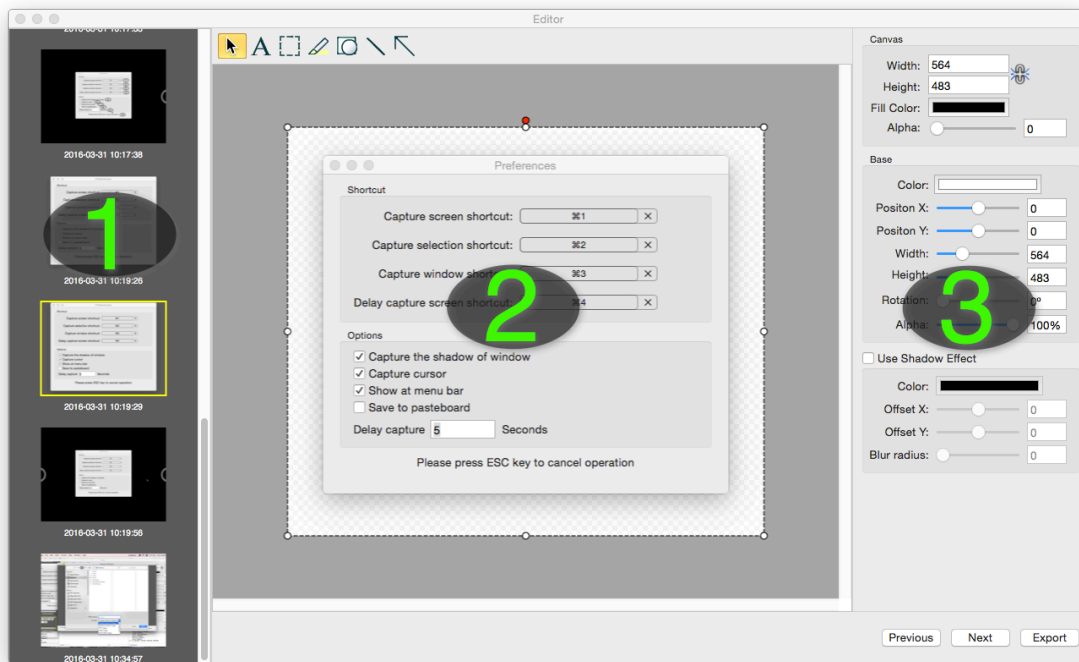 Editor
2016-03-31 10:17:38
1
2016-03-31 10:19:26
2016-03-31 10:19:29
2016-03-31 10:19:56
2016-03-31 10:34:57
A
Preferences
Shortcut
Capture screen shortcut: ⌘1 ✕
Capture selection shortcut: ⌘2 ✕
Capture window shortcut: ⌘3 ✕
Delay capture screen shortcut: ⌘4 ✕
2
Options
Capture the shadow of window
Capture cursor
Show at menu bar
Save to pasteboard
Delay capture 5 Seconds
Please press ESC key to cancel operation
Canvas
Width: 564
Height: 483
Fill Color:
Alpha: 0
Base
Color:
Positon X: 0
Positon Y: 0
Width: 564
Height: 483
Rotation: 0º
Alpha: 100%
3
Use Shadow Effect
Color:
Offset X: 0
Offset Y: 0
Blur radius: 0
Previous Next Export